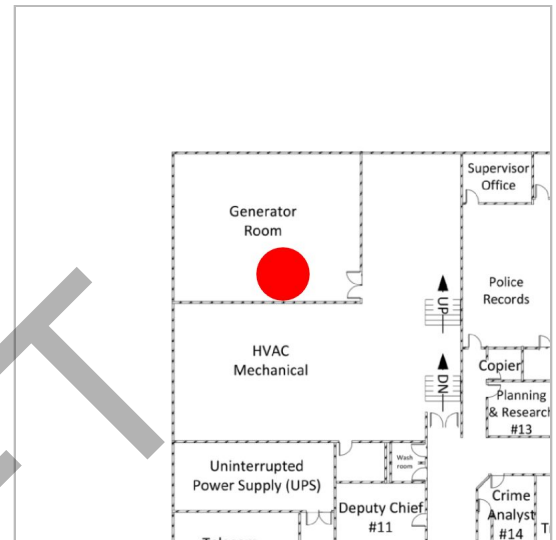 Supervisor
Office
Generator
Room
Police
Records
UP
HVAC
Mechanical
Copier
DN
Planning
& Research
#13
Wash
room
Uninterrupted
Power Supply (UPS)
Deputy Chief
#11
Crime
Analyst
#14
T